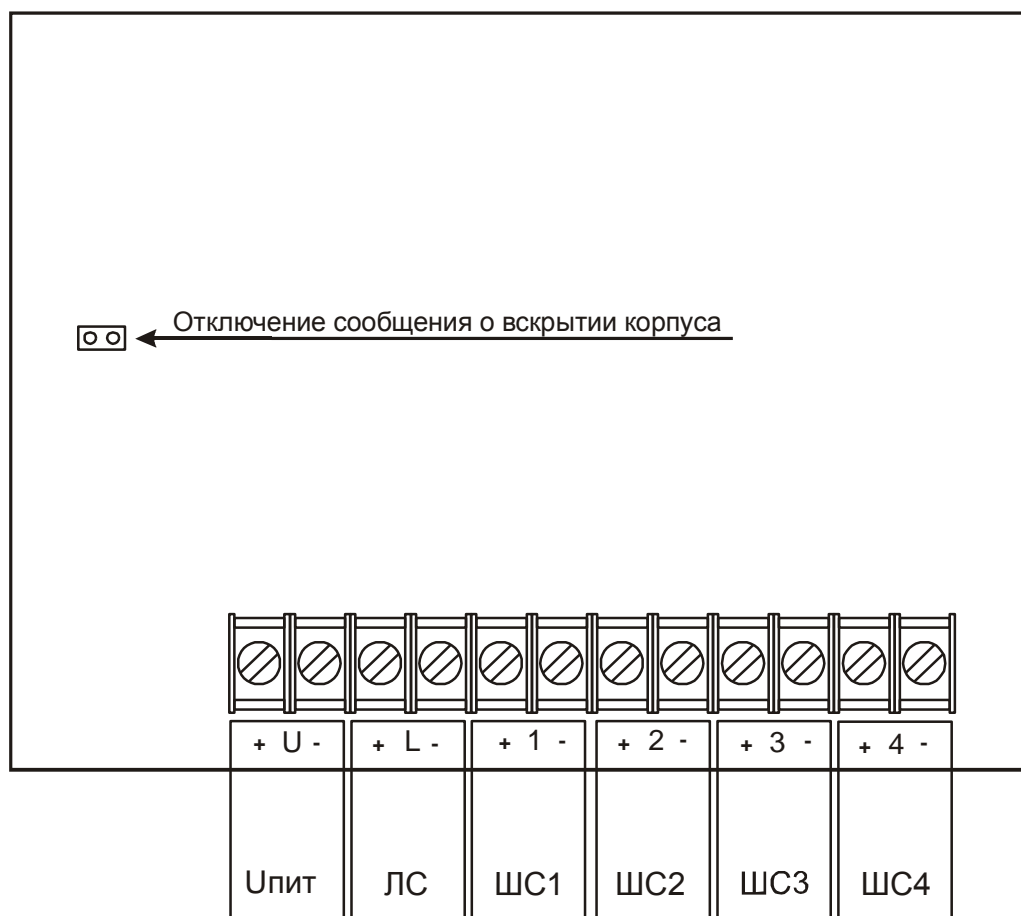 Отключение сообщения о вскрытии корпуса
+ U - + L - + 1 - + 2 - + 3 - + 4 -
Uпит ЛС ШС1 ШС2 ШС3 ШС4